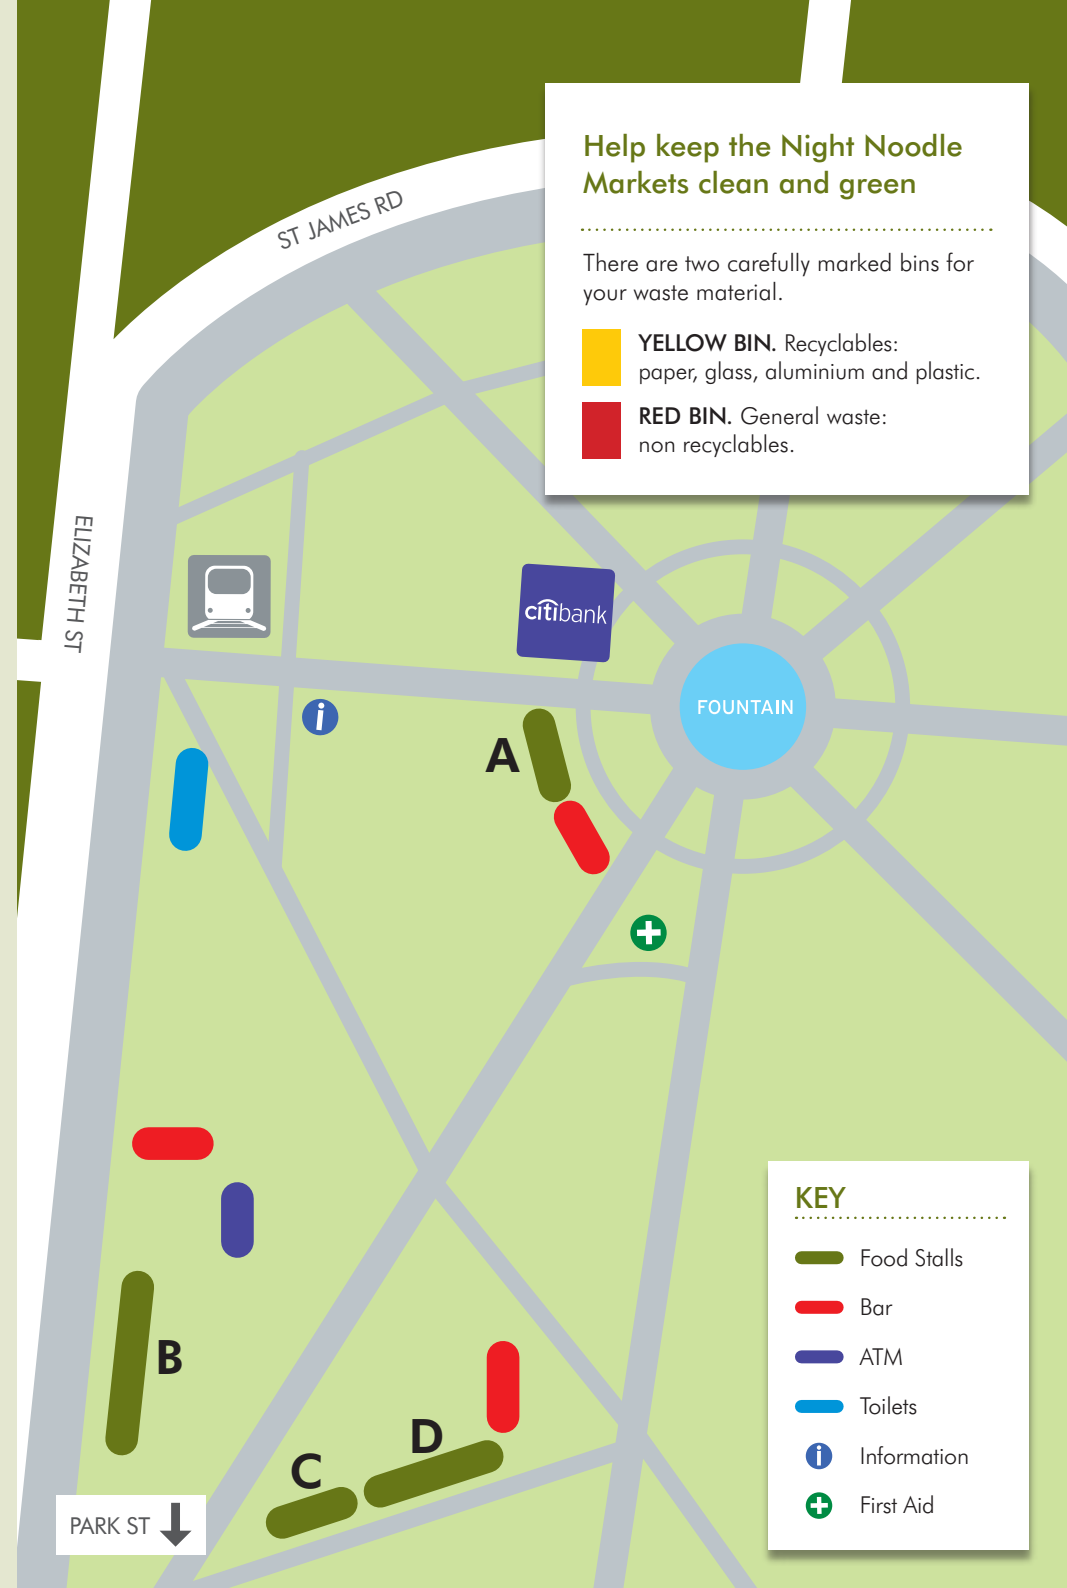 Help keep the Night Noodle
Markets clean and green
There are two carefully marked bins for
your waste material.
YELLOW BIN. Recyclables:
paper, glass, aluminium and plastic.
RED BIN. General waste:
non recyclables.
ST JAMES RD
ELIZABETH ST
citibank
i
FOUNTAIN
A
B
C
D
PARK ST
KEY
Food Stalls
Bar
ATM
Toilets
i Information
First Aid